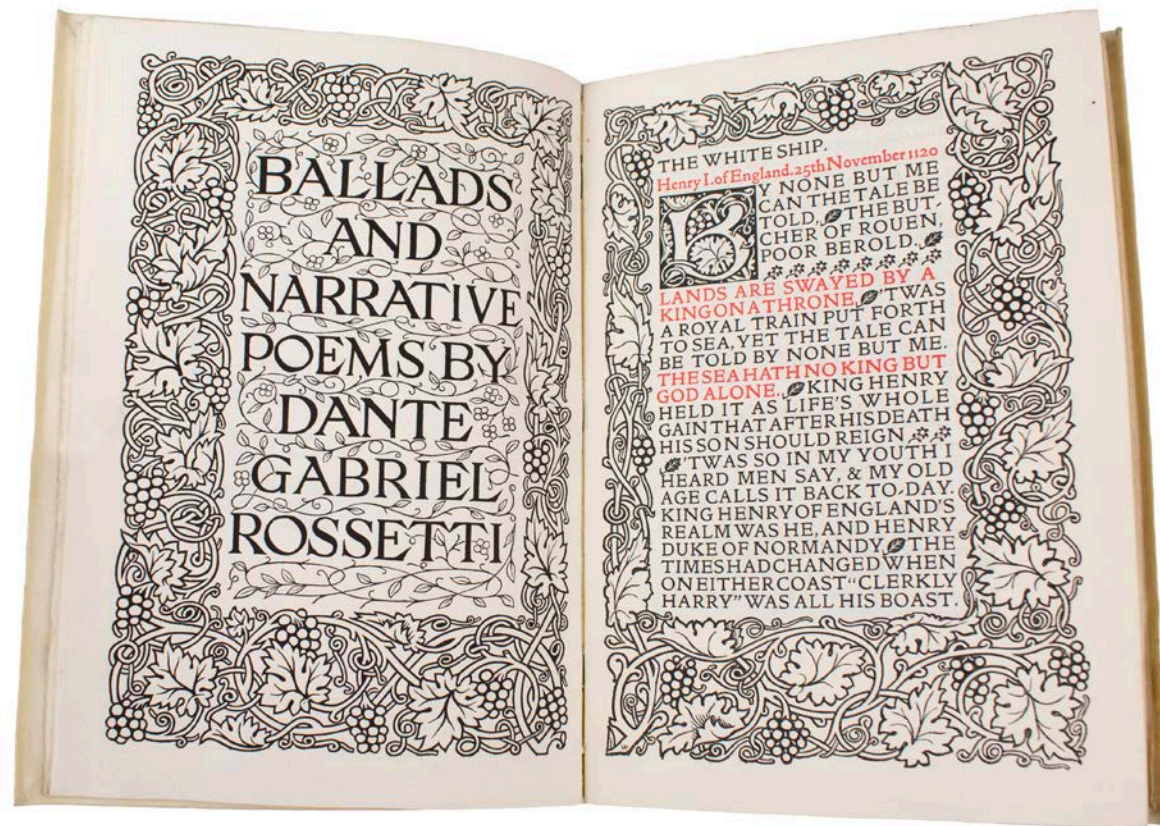 BALLADS
AND
NARRATIVE
POEMS BY
DANTE
GABRIEL
ROSSETTI
THE WHITE SHIP.
Henry I. of England. 25th November 1120
BY NONE BUT ME
CAN THE TALE BE
TOLD, THE BUT-
CHER OF ROUEN,
POOR BEROLD.
LANDS ARE SWAYED BY A
KING ON A THRONE, 'TWAS
A ROYAL TRAIN PUT FORTH
TO SEA, YET THE TALE CAN
BE TOLD BY NONE BUT ME.
THE SEA HATH NO KING BUT
GOD ALONE. KING HENRY
HELD IT AS LIFE'S WHOLE
GAIN THAT AFTER HIS DEATH
HIS SON SHOULD REIGN
'TWAS SO IN MY YOUTH I
HEARD MEN SAY, & MY OLD
AGE CALLS IT BACK TO-DAY.
KING HENRY OF ENGLAND'S
REALM WAS HE, AND HENRY
DUKE OF NORMANDY. THE
TIMES HAD CHANGED WHEN
ON EITHER COAST "CLERKLY
HARRY" WAS ALL HIS BOAST.